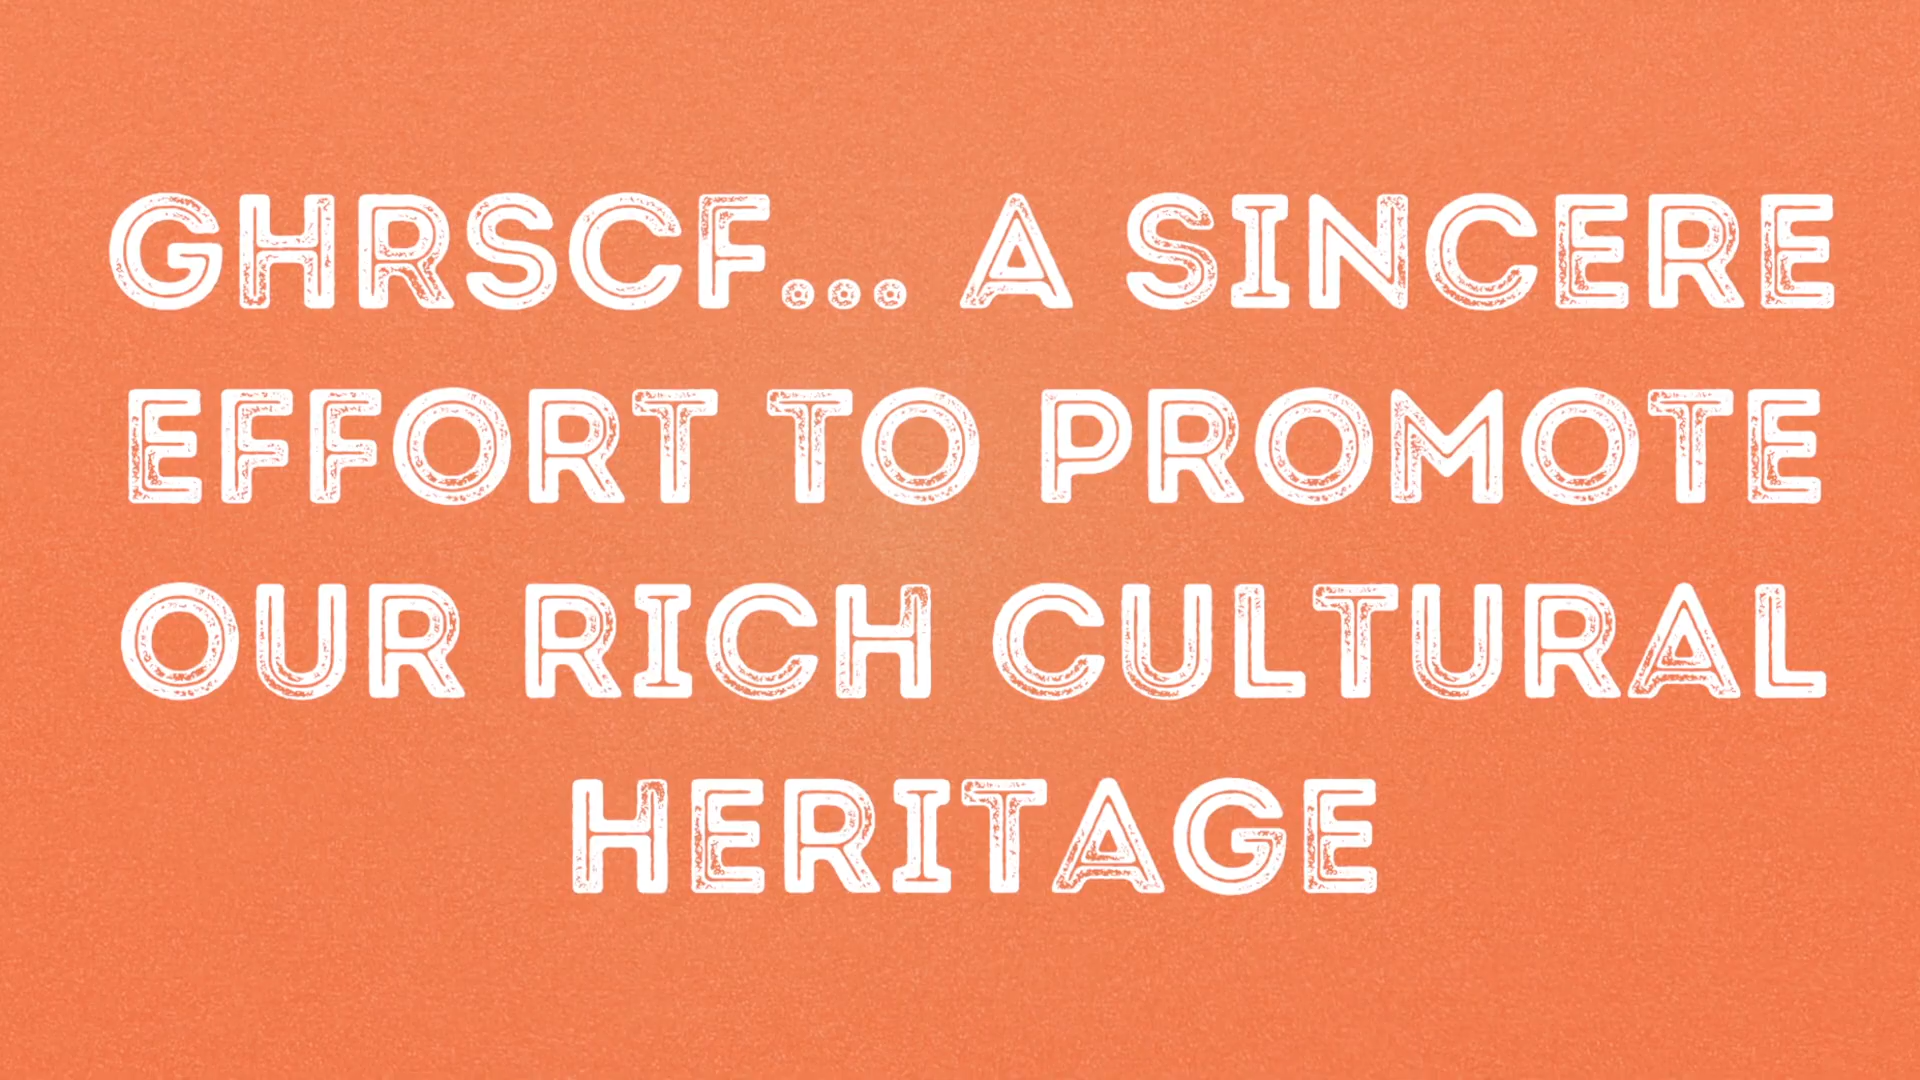 GHRSCF... A SINCERE
EFFORT TO PROMOTE
OUR RICH CULTURAL
HERITAGE